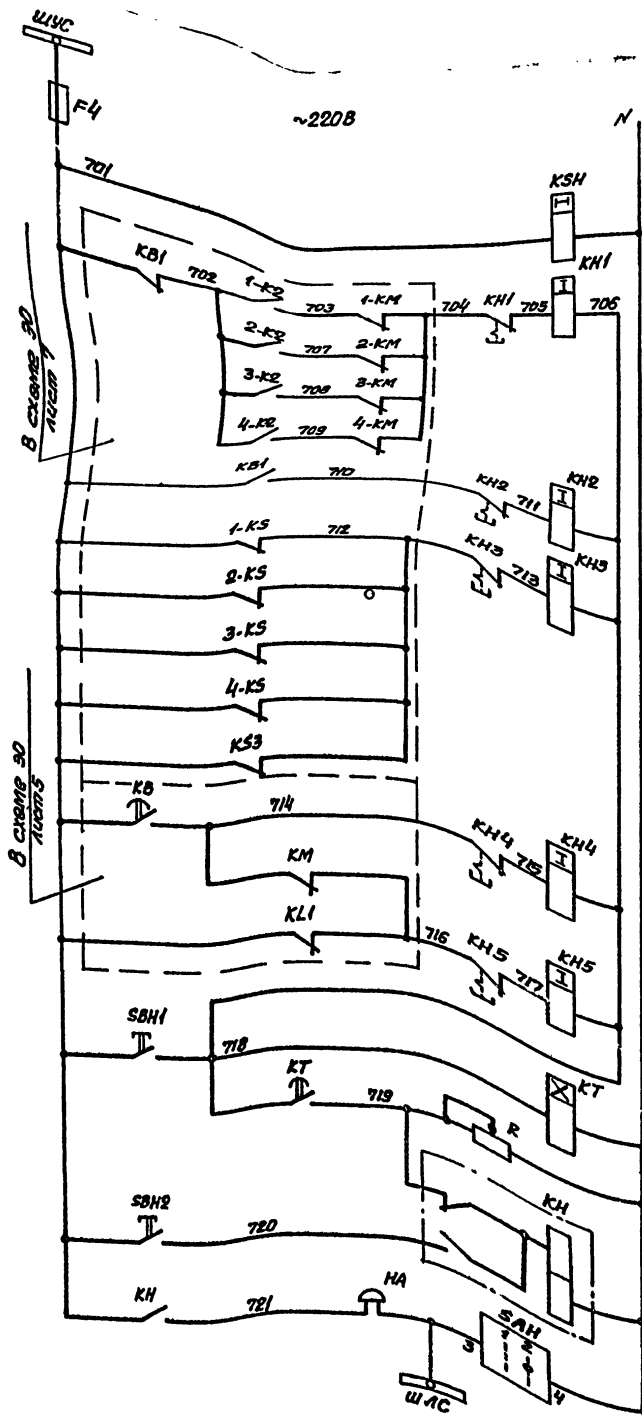 ШУС
F4
~220В
N
701
KSH
KB1
702
1-K2
703
1-KM
704
KH1
705
KH1
706
2-K2
707
2-KM
3-K2
708
3-KM
4-K2
709
4-KM
В схеме ЭО
лист 7
KB1
710
KH2
711
KH2
1-KS
712
KH3
713
KH3
2-KS
3-KS
4-KS
KS3
В схеме ЭО
лист 5
KB
714
KH4
715
KH4
KM
KL1
716
KH5
717
KH5
SBH1
718
KT
KT
719
R
KH
SBH2
720
KH
721
HA
SAH
3
1
2
4
ШЛС